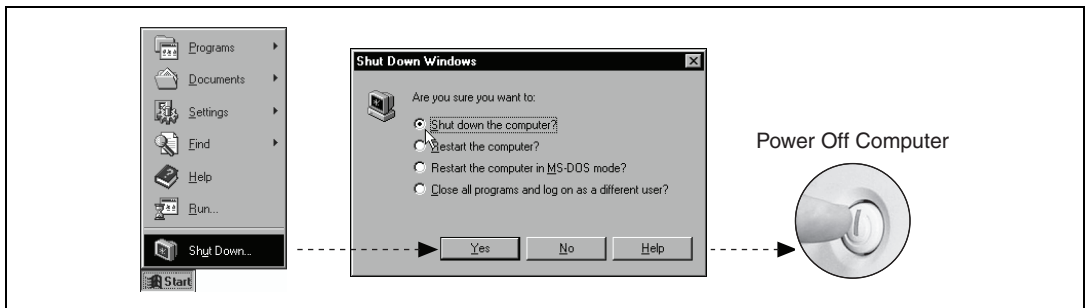 Programs
Documents
Settings
Find
Help
Run...
Shut Down...
Start
Shut Down Windows
Are you sure you want to:
Shut down the computer?
Restart the computer?
Restart the computer in MS-DOS mode?
Close all programs and log on as a different user?
Yes
No
Help
Power Off Computer